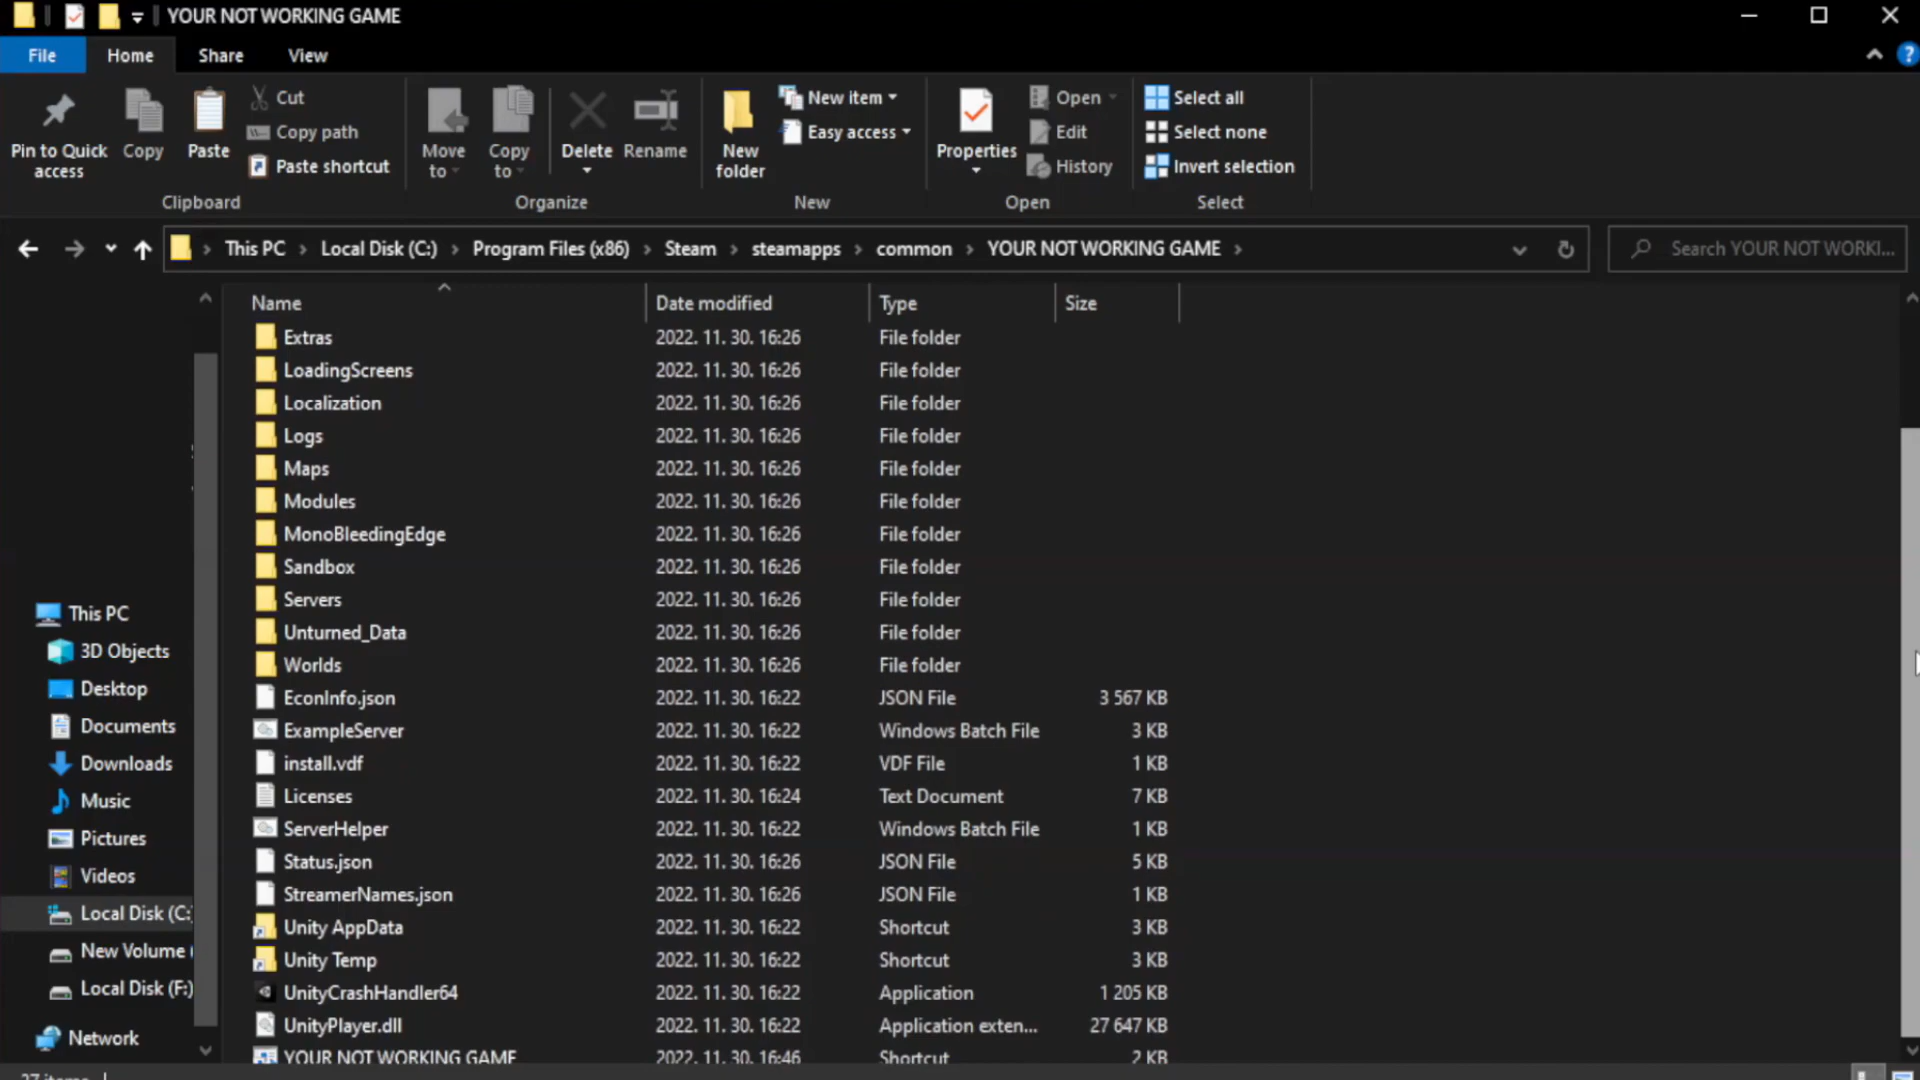 YOUR NOT WORKING GAME
File Home Share View
Pin to Quick access
Copy
Paste
Cut
Copy path
Paste shortcut
Clipboard
Move to
Copy to
Delete
Rename
Organize
New folder
New item
Easy access
New
Properties
Open
Edit
History
Open
Select all
Select none
Invert selection
Select
This PC Local Disk (C:) Program Files (x86) Steam steamapps common YOUR NOT WORKING GAME
Search YOUR NOT WORKI...
This PC
3D Objects
Desktop
Documents
Downloads
Music
Pictures
Videos
Local Disk (C:)
New Volume (
Local Disk (F:)
Network
Name Date modified Type Size
Extras 2022. 11. 30. 16:26 File folder
LoadingScreens 2022. 11. 30. 16:26 File folder
Localization 2022. 11. 30. 16:26 File folder
Logs 2022. 11. 30. 16:26 File folder
Maps 2022. 11. 30. 16:26 File folder
Modules 2022. 11. 30. 16:26 File folder
MonoBleedingEdge 2022. 11. 30. 16:26 File folder
Sandbox 2022. 11. 30. 16:26 File folder
Servers 2022. 11. 30. 16:26 File folder
Unturned_Data 2022. 11. 30. 16:26 File folder
Worlds 2022. 11. 30. 16:26 File folder
EconInfo.json 2022. 11. 30. 16:22 JSON File 3 567 KB
ExampleServer 2022. 11. 30. 16:22 Windows Batch File 3 KB
install.vdf 2022. 11. 30. 16:22 VDF File 1 KB
Licenses 2022. 11. 30. 16:24 Text Document 7 KB
ServerHelper 2022. 11. 30. 16:22 Windows Batch File 1 KB
Status.json 2022. 11. 30. 16:26 JSON File 5 KB
StreamerNames.json 2022. 11. 30. 16:26 JSON File 1 KB
Unity AppData 2022. 11. 30. 16:22 Shortcut 3 KB
Unity Temp 2022. 11. 30. 16:22 Shortcut 3 KB
UnityCrashHandler64 2022. 11. 30. 16:22 Application 1 205 KB
UnityPlayer.dll 2022. 11. 30. 16:22 Application exten... 27 647 KB
YOUR NOT WORKING GAME 2022. 11. 30. 16:46 Shortcut 2 KB